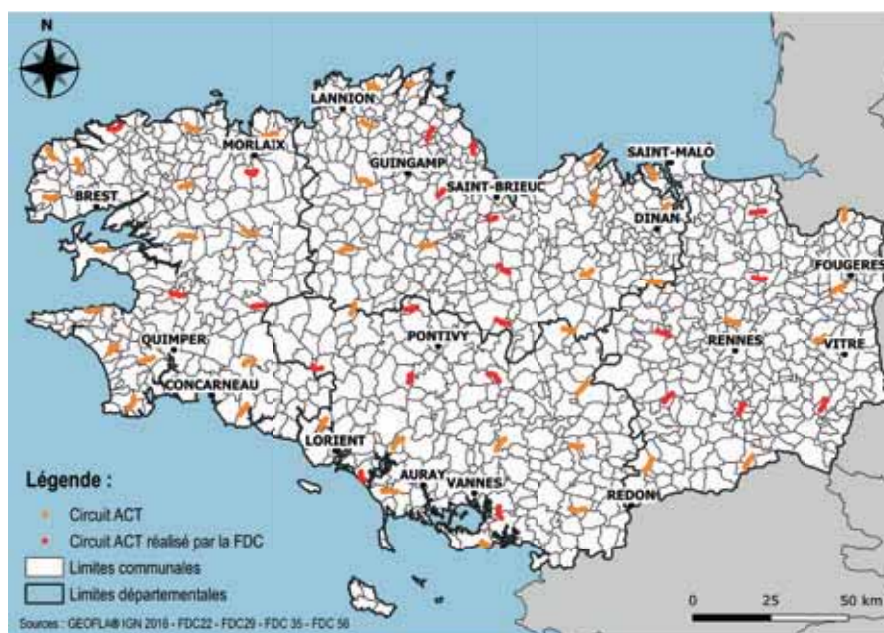 N
LANNION
MORLAIX
GUINGAMP
SAINT-MALO
BREST
SAINT-BRIEUC
DINAN
FOUGERES
QUIMPER
PONTIVY
RENNES
VITRE
CONCARNEAU
LORIENT
AURAY
VANNES
REDON
Légende :
Circuit ACT
Circuit ACT réalisé par la FDC
Limites communales
Limites départementales
0 25 50 km
Sources : GEOFLA® IGN 2016 - FDC22 - FDC29 - FDC 35 - FDC 56